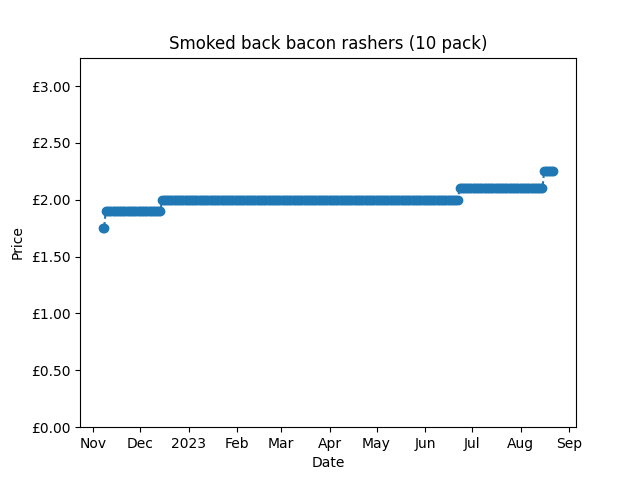 Smoked back bacon rashers (10 pack)
£3.00
£2.50
£2.00
£1.50
£1.00
£0.50
£0.00
Price
Nov Dec 2023 Feb Mar Apr May Jun Jul Aug Sep
Date